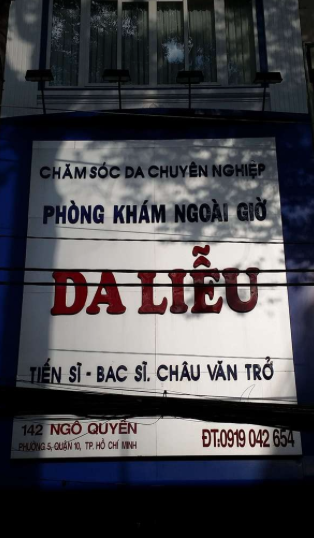 CHĂM SÓC DA CHUYÊN NGHIỆP
PHÒNG KHÁM NGOÀI GIỜ
DA LIỄU
TIẾN SĨ - BÁC SĨ. CHÂU VĂN TRỞ
142 NGÔ QUYỀN
PHƯỜNG 5, QUẬN 10, TP. HỒ CHÍ MINH
ĐT:0919 042 654